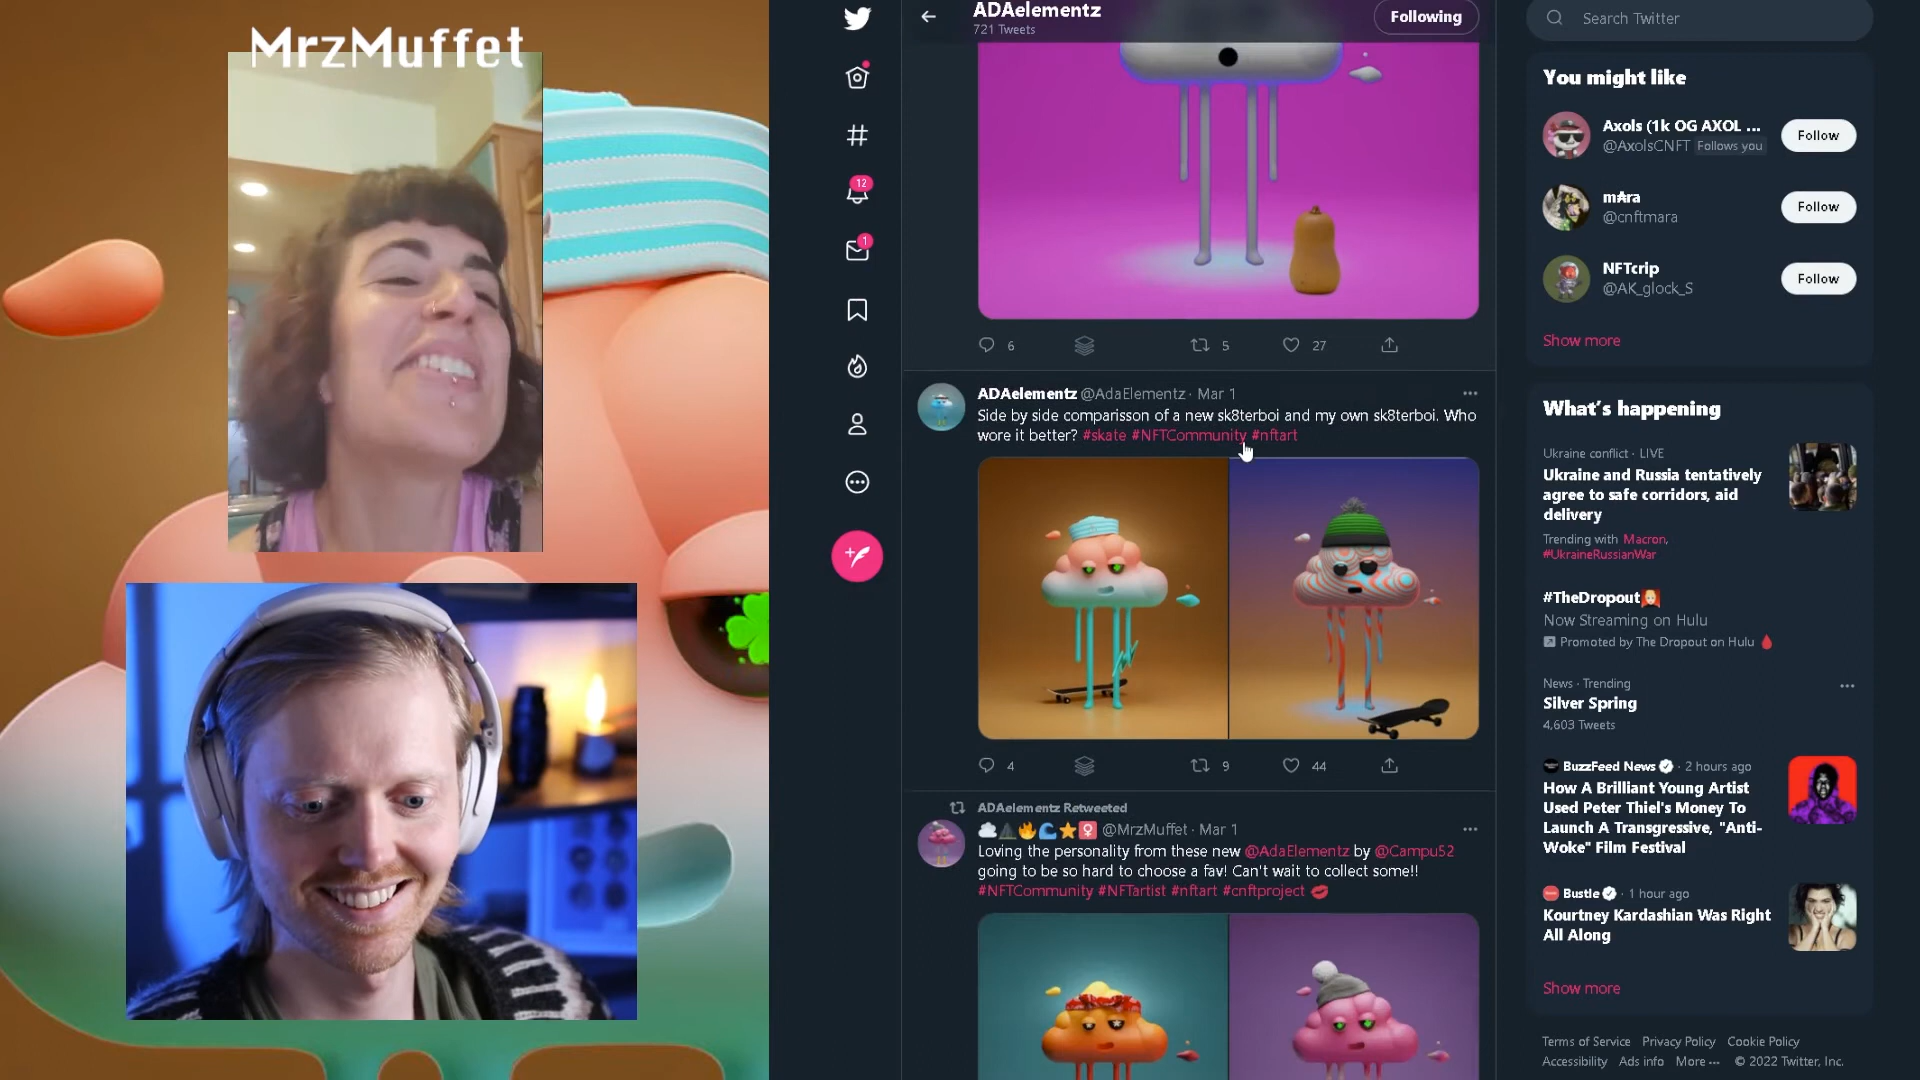 MrzMuffet
ADAelementz
721 Tweets
Following
6
5
27
ADAelementz @AdaElementz · Mar 1
Side by side comparisson of a new sk8terboi and my own sk8terboi. Who
wore it better? #skate #NFTCommunity #nftart
4
9
44
ADAelementz Retweeted
@MrzMuffet · Mar 1
Loving the personality from these new @AdaElementz by @Campu52
going to be so hard to choose a fav! Can't wait to collect some!!
#NFTCommunity #NFTartist #nftart #cnftproject
12
1
Search Twitter
You might like
Axols (1k OG AXOL ...
@AxolsCNFT Follows you
Follow
mAra
@cnftmara
Follow
NFTcrip
@AK_glock_S
Follow
Show more
What's happening
Ukraine conflict · LIVE
Ukraine and Russia tentatively
agree to safe corridors, aid
delivery
Trending with Macron,
#UkraineRussianWar
#TheDropout
Now Streaming on Hulu
Promoted by The Dropout on Hulu
News · Trending
Silver Spring
4,603 Tweets
BuzzFeed News · 2 hours ago
How A Brilliant Young Artist
Used Peter Thiel's Money To
Launch A Transgressive, "Anti-
Woke" Film Festival
Bustle · 1 hour ago
Kourtney Kardashian Was Right
All Along
Show more
Terms of Service Privacy Policy Cookie Policy
Accessibility Ads info More ··· © 2022 Twitter, Inc.